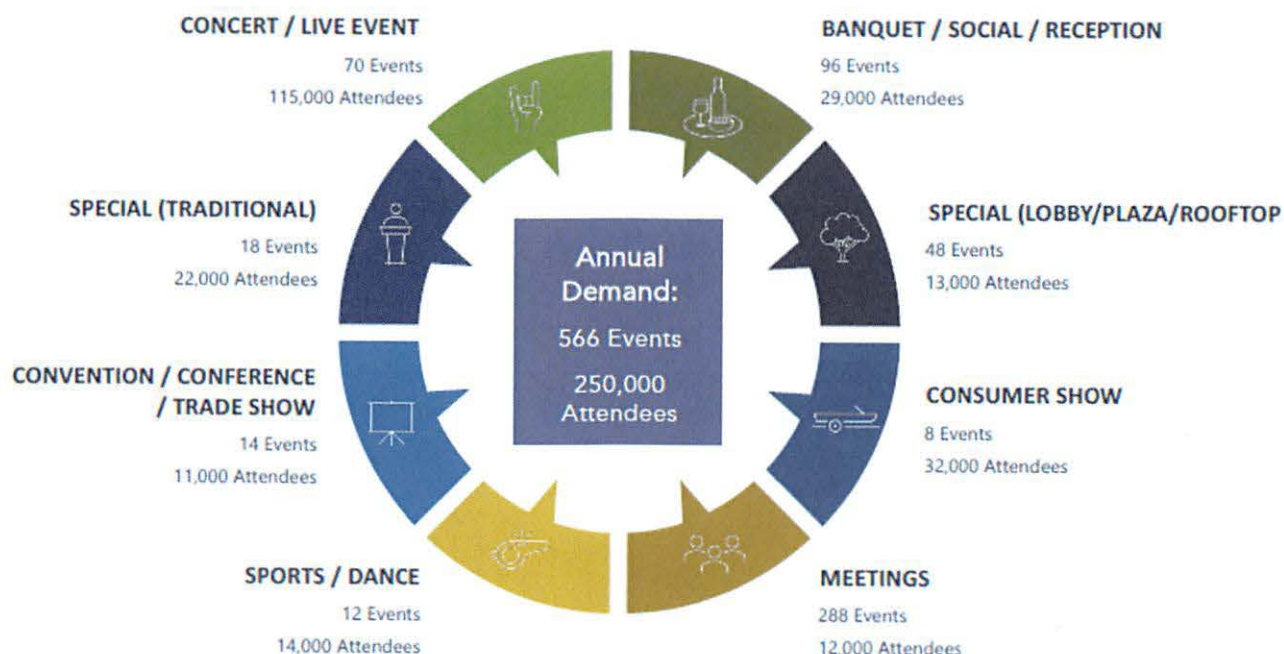 CONCERT / LIVE EVENT
70 Events
115,000 Attendees
BANQUET / SOCIAL / RECEPTION
96 Events
29,000 Attendees
SPECIAL (TRADITIONAL)
18 Events
22,000 Attendees
SPECIAL (LOBBY/PLAZA/ROOFTOP
48 Events
13,000 Attendees
Annual
Demand:
566 Events
250,000
Attendees
CONVENTION / CONFERENCE
/ TRADE SHOW
14 Events
11,000 Attendees
CONSUMER SHOW
8 Events
32,000 Attendees
SPORTS / DANCE
12 Events
14,000 Attendees
MEETINGS
288 Events
12,000 Attendees